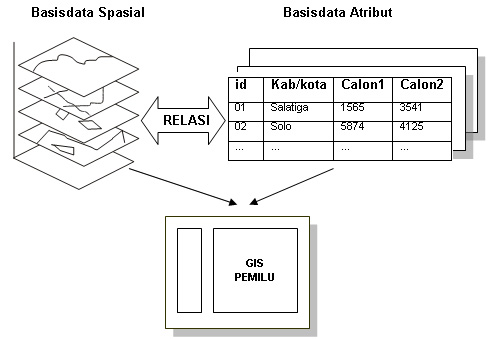 Basisdata Spasial
Basisdata Atribut
id Kab/kota Calon1 Calon2
01 Salatiga 1565 3541
02 Solo 5874 4125
... ... ... ...
RELASI
GIS
PEMILU